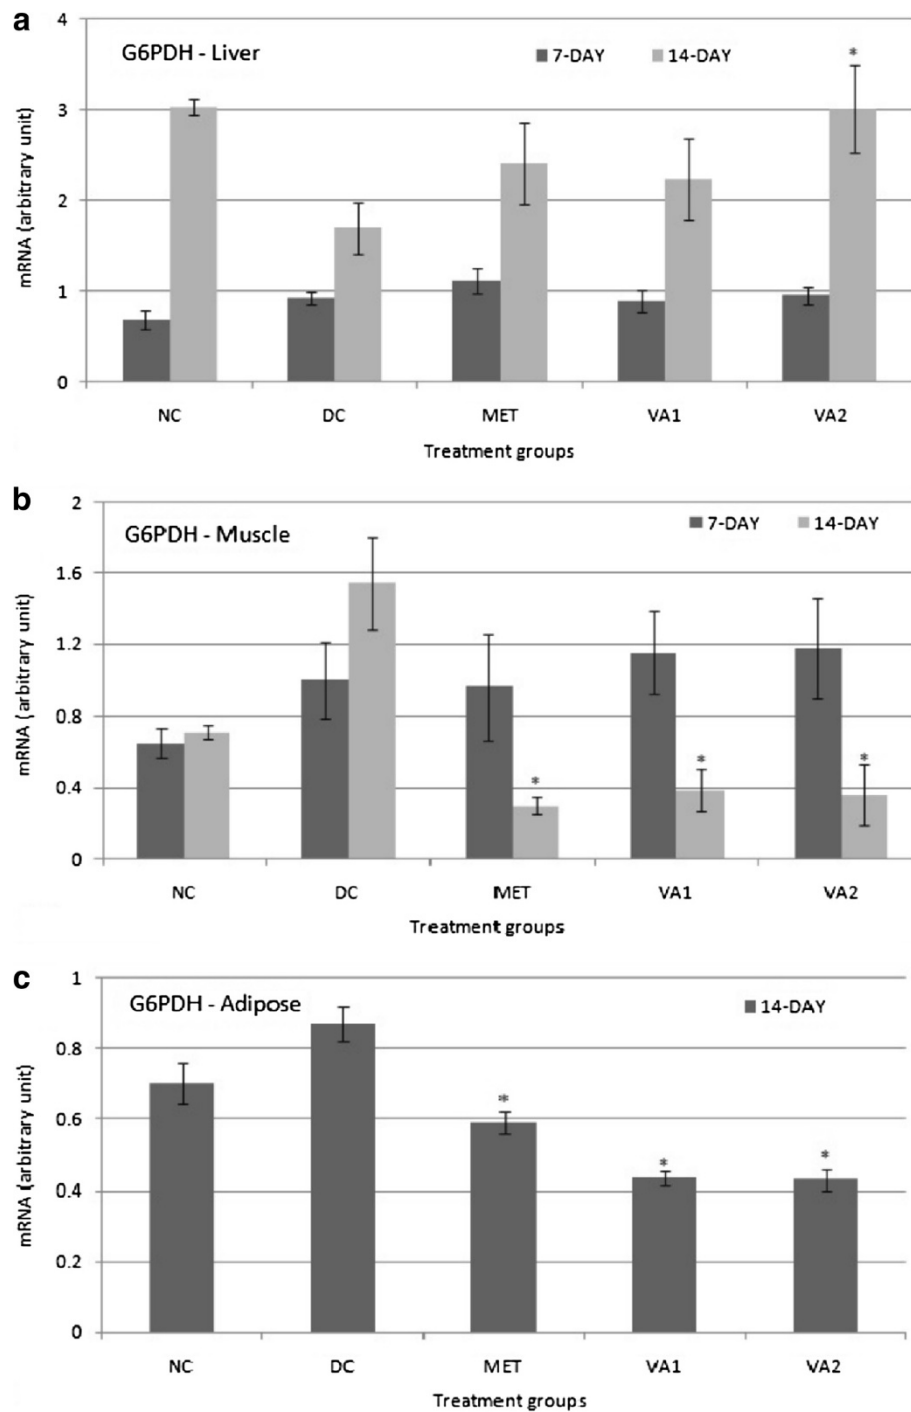 a
G6PDH - Liver
7-DAY 14-DAY
mRNA (arbitrary unit)
4
3
2
1
0
*
NC DC MET VA1 VA2
Treatment groups
b
G6PDH - Muscle
7-DAY 14-DAY
mRNA (arbitrary unit)
2
1.6
1.2
0.8
0.4
0
* * *
NC DC MET VA1 VA2
Treatment groups
c
G6PDH - Adipose
14-DAY
mRNA (arbitrary unit)
1
0.8
0.6
0.4
0.2
0
* * *
NC DC MET VA1 VA2
Treatment groups